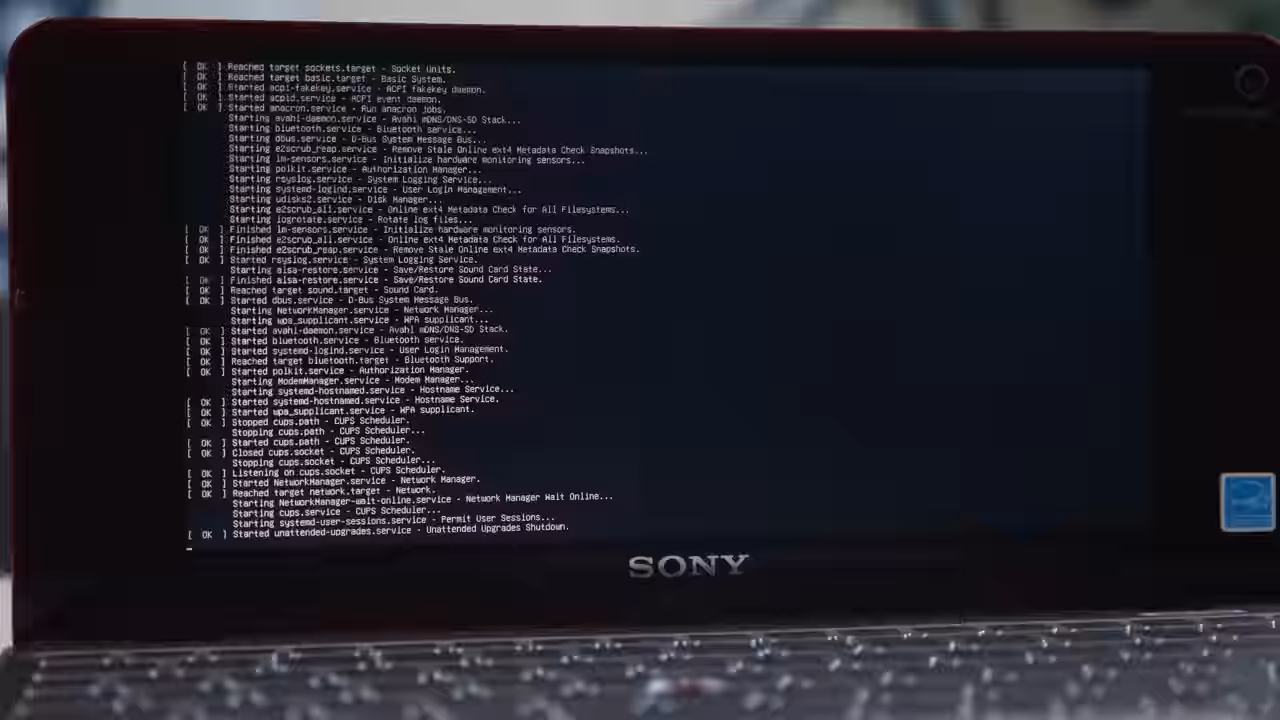 [ OK ] Reached target sockets.target - Socket Units.
[ OK ] Reached target basic.target - Basic System.
[ OK ] Started acpi-fakekey.service - ACPI fakekey daemon.
[ OK ] Started acpid.service - ACPI event daemon.
[ OK ] Started anacron.service - Run anacron jobs.
Starting avahi-daemon.service - Avahi mDNS/DNS-SD Stack...
Starting bluetooth.service - Bluetooth service...
Starting dbus.service - D-Bus System Message Bus...
Starting e2scrub_reap.service - Remove Stale Online ext4 Metadata Check Snapshots...
Starting lm-sensors.service - Initialize hardware monitoring sensors...
Starting polkit.service - Authorization Manager...
Starting rsyslog.service - System Logging Service...
Starting systemd-logind.service - User Login Management...
Starting udisks2.service - Disk Manager...
Starting e2scrub_all.service - Online ext4 Metadata Check for All Filesystems...
Starting logrotate.service - Rotate log files...
[ OK ] Finished lm-sensors.service - Initialize hardware monitoring sensors.
[ OK ] Finished e2scrub_all.service - Online ext4 Metadata Check for All Filesystems.
[ OK ] Finished e2scrub_reap.service - Remove Stale Online ext4 Metadata Check Snapshots.
[ OK ] Started rsyslog.service - System Logging Service.
Starting alsa-restore.service - Save/Restore Sound Card State...
[ OK ] Finished alsa-restore.service - Save/Restore Sound Card State.
[ OK ] Reached target sound.target - Sound Card.
[ OK ] Started dbus.service - D-Bus System Message Bus.
Starting NetworkManager.service - Network Manager...
Starting wpa_supplicant.service - WPA supplicant...
[ OK ] Started avahi-daemon.service - Avahi mDNS/DNS-SD Stack.
[ OK ] Started bluetooth.service - Bluetooth service.
[ OK ] Started systemd-logind.service - User Login Management.
[ OK ] Reached target bluetooth.target - Bluetooth Support.
[ OK ] Started polkit.service - Authorization Manager.
Starting ModemManager.service - Modem Manager...
Starting systemd-hostnamed.service - Hostname Service...
[ OK ] Started systemd-hostnamed.service - Hostname Service.
[ OK ] Started wpa_supplicant.service - WPA supplicant.
[ OK ] Stopped cups.path - CUPS Scheduler.
Stopping cups.path - CUPS Scheduler...
[ OK ] Started cups.path - CUPS Scheduler.
[ OK ] Closed cups.socket - CUPS Scheduler.
Stopping cups.socket - CUPS Scheduler...
[ OK ] Listening on cups.socket - CUPS Scheduler.
[ OK ] Started NetworkManager.service - Network Manager.
[ OK ] Reached target network.target - Network.
Starting NetworkManager-wait-online.service - Network Manager Wait Online...
Starting cups.service - CUPS Scheduler...
Starting systemd-user-sessions.service - Permit User Sessions...
[ OK ] Started unattended-upgrades.service - Unattended Upgrades Shutdown.
SONY